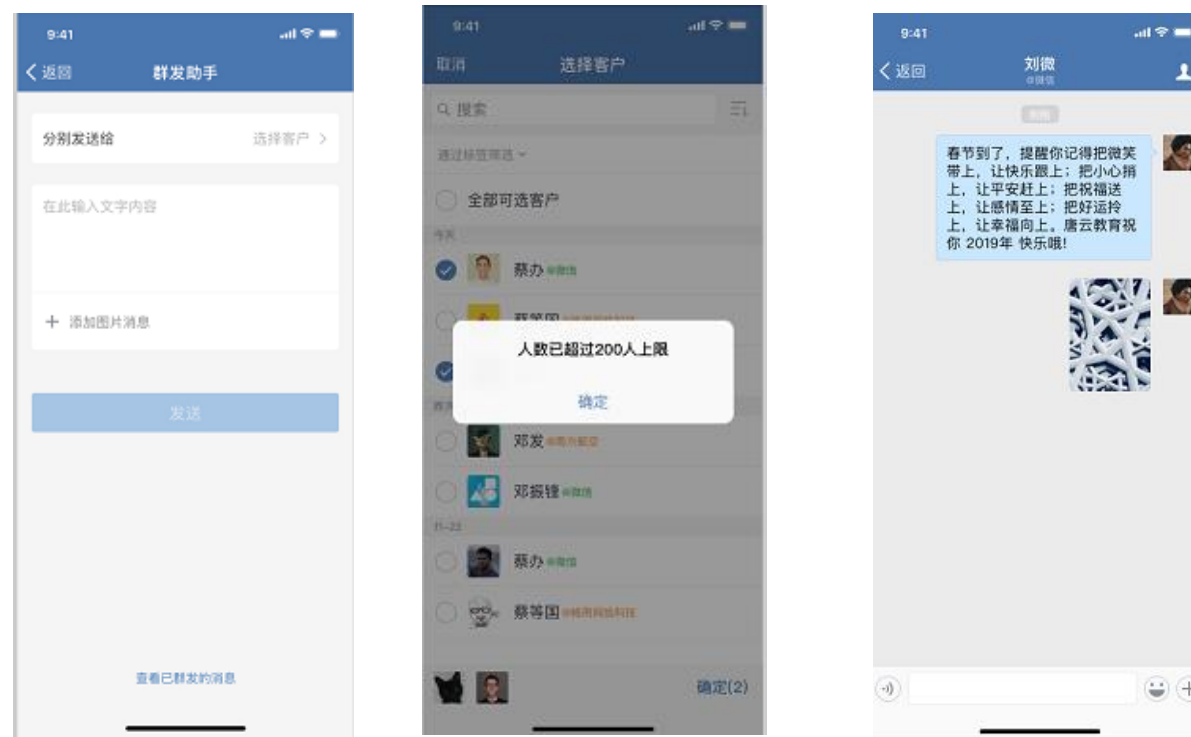 9:41
返回
群发助手
分别发送给
选择客户
在此输入文字内容
+ 添加图片消息
发送
查看已群发的消息
9:41
取消
选择客户
搜索
通过标签筛选
全部可选客户
今天
蔡办 @微信
人数已超过200人上限
确定
邓发
邓振锽 @微信
11-23
蔡办 @微信
蔡等国
确定(2)
9:41
返回
刘微
@微信
春节到了，提醒你记得把微笑
带上，让快乐跟上；把小心捎
上，让平安赶上；把祝福送
上，让感情至上；把好运拎
上，让幸福向上。唐云教育祝
你 2019年 快乐哦!